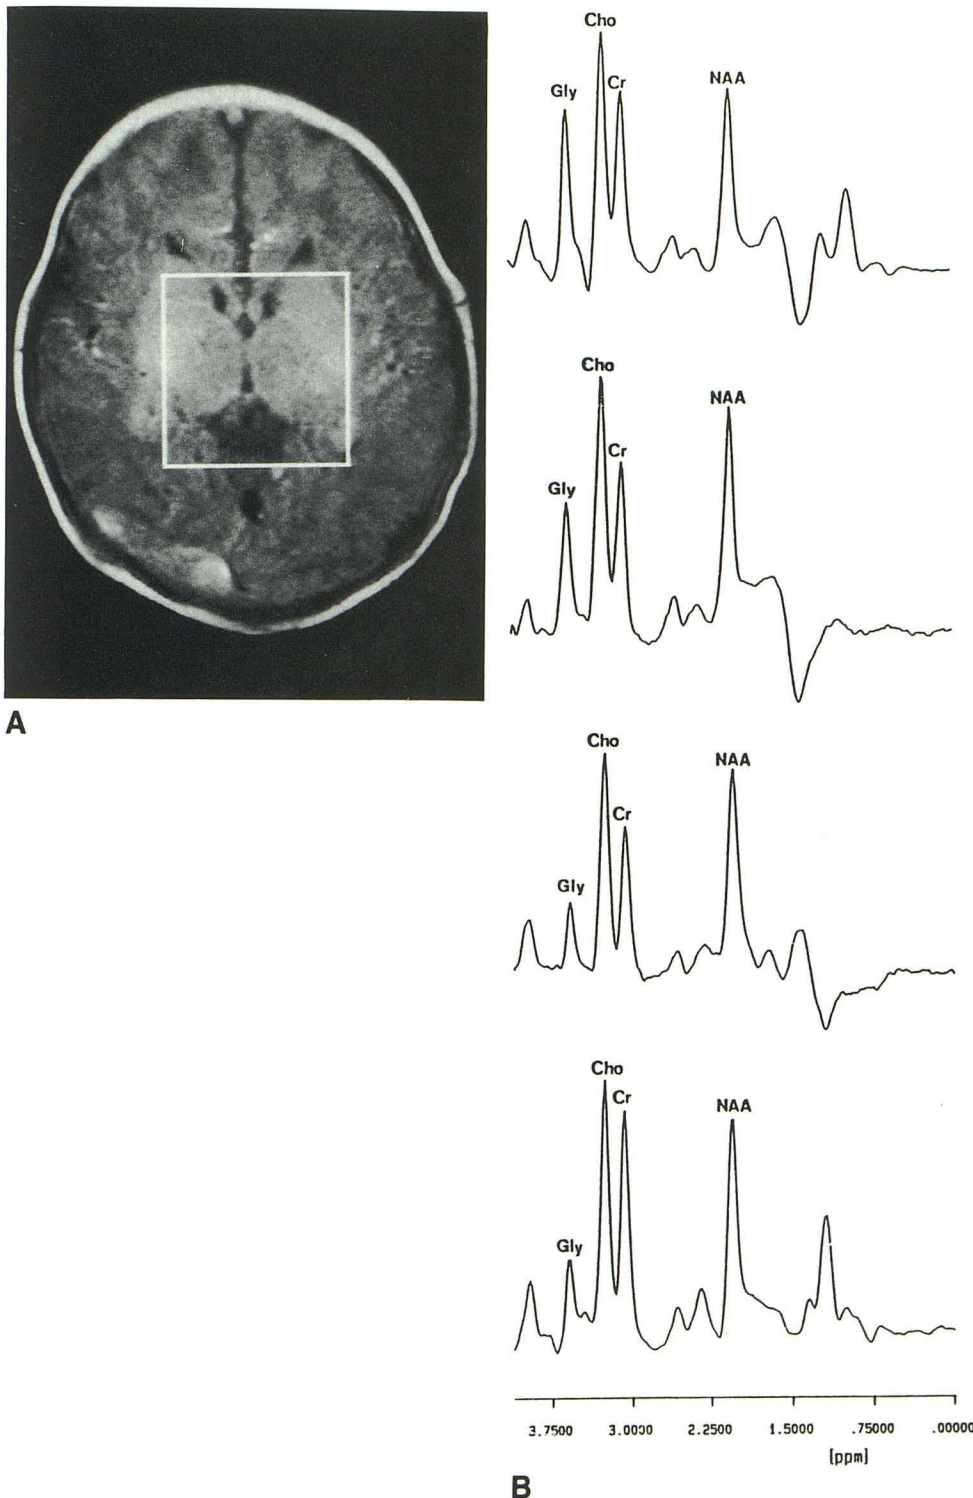 A
Cho
Gly
Cr
NAA
Cho
Gly
Cr
NAA
Cho
Gly
Cr
NAA
Cho
Gly
Cr
NAA
3.7500 3.0000 2.2500 1.5000 .75000 .00000
[ppm]
B